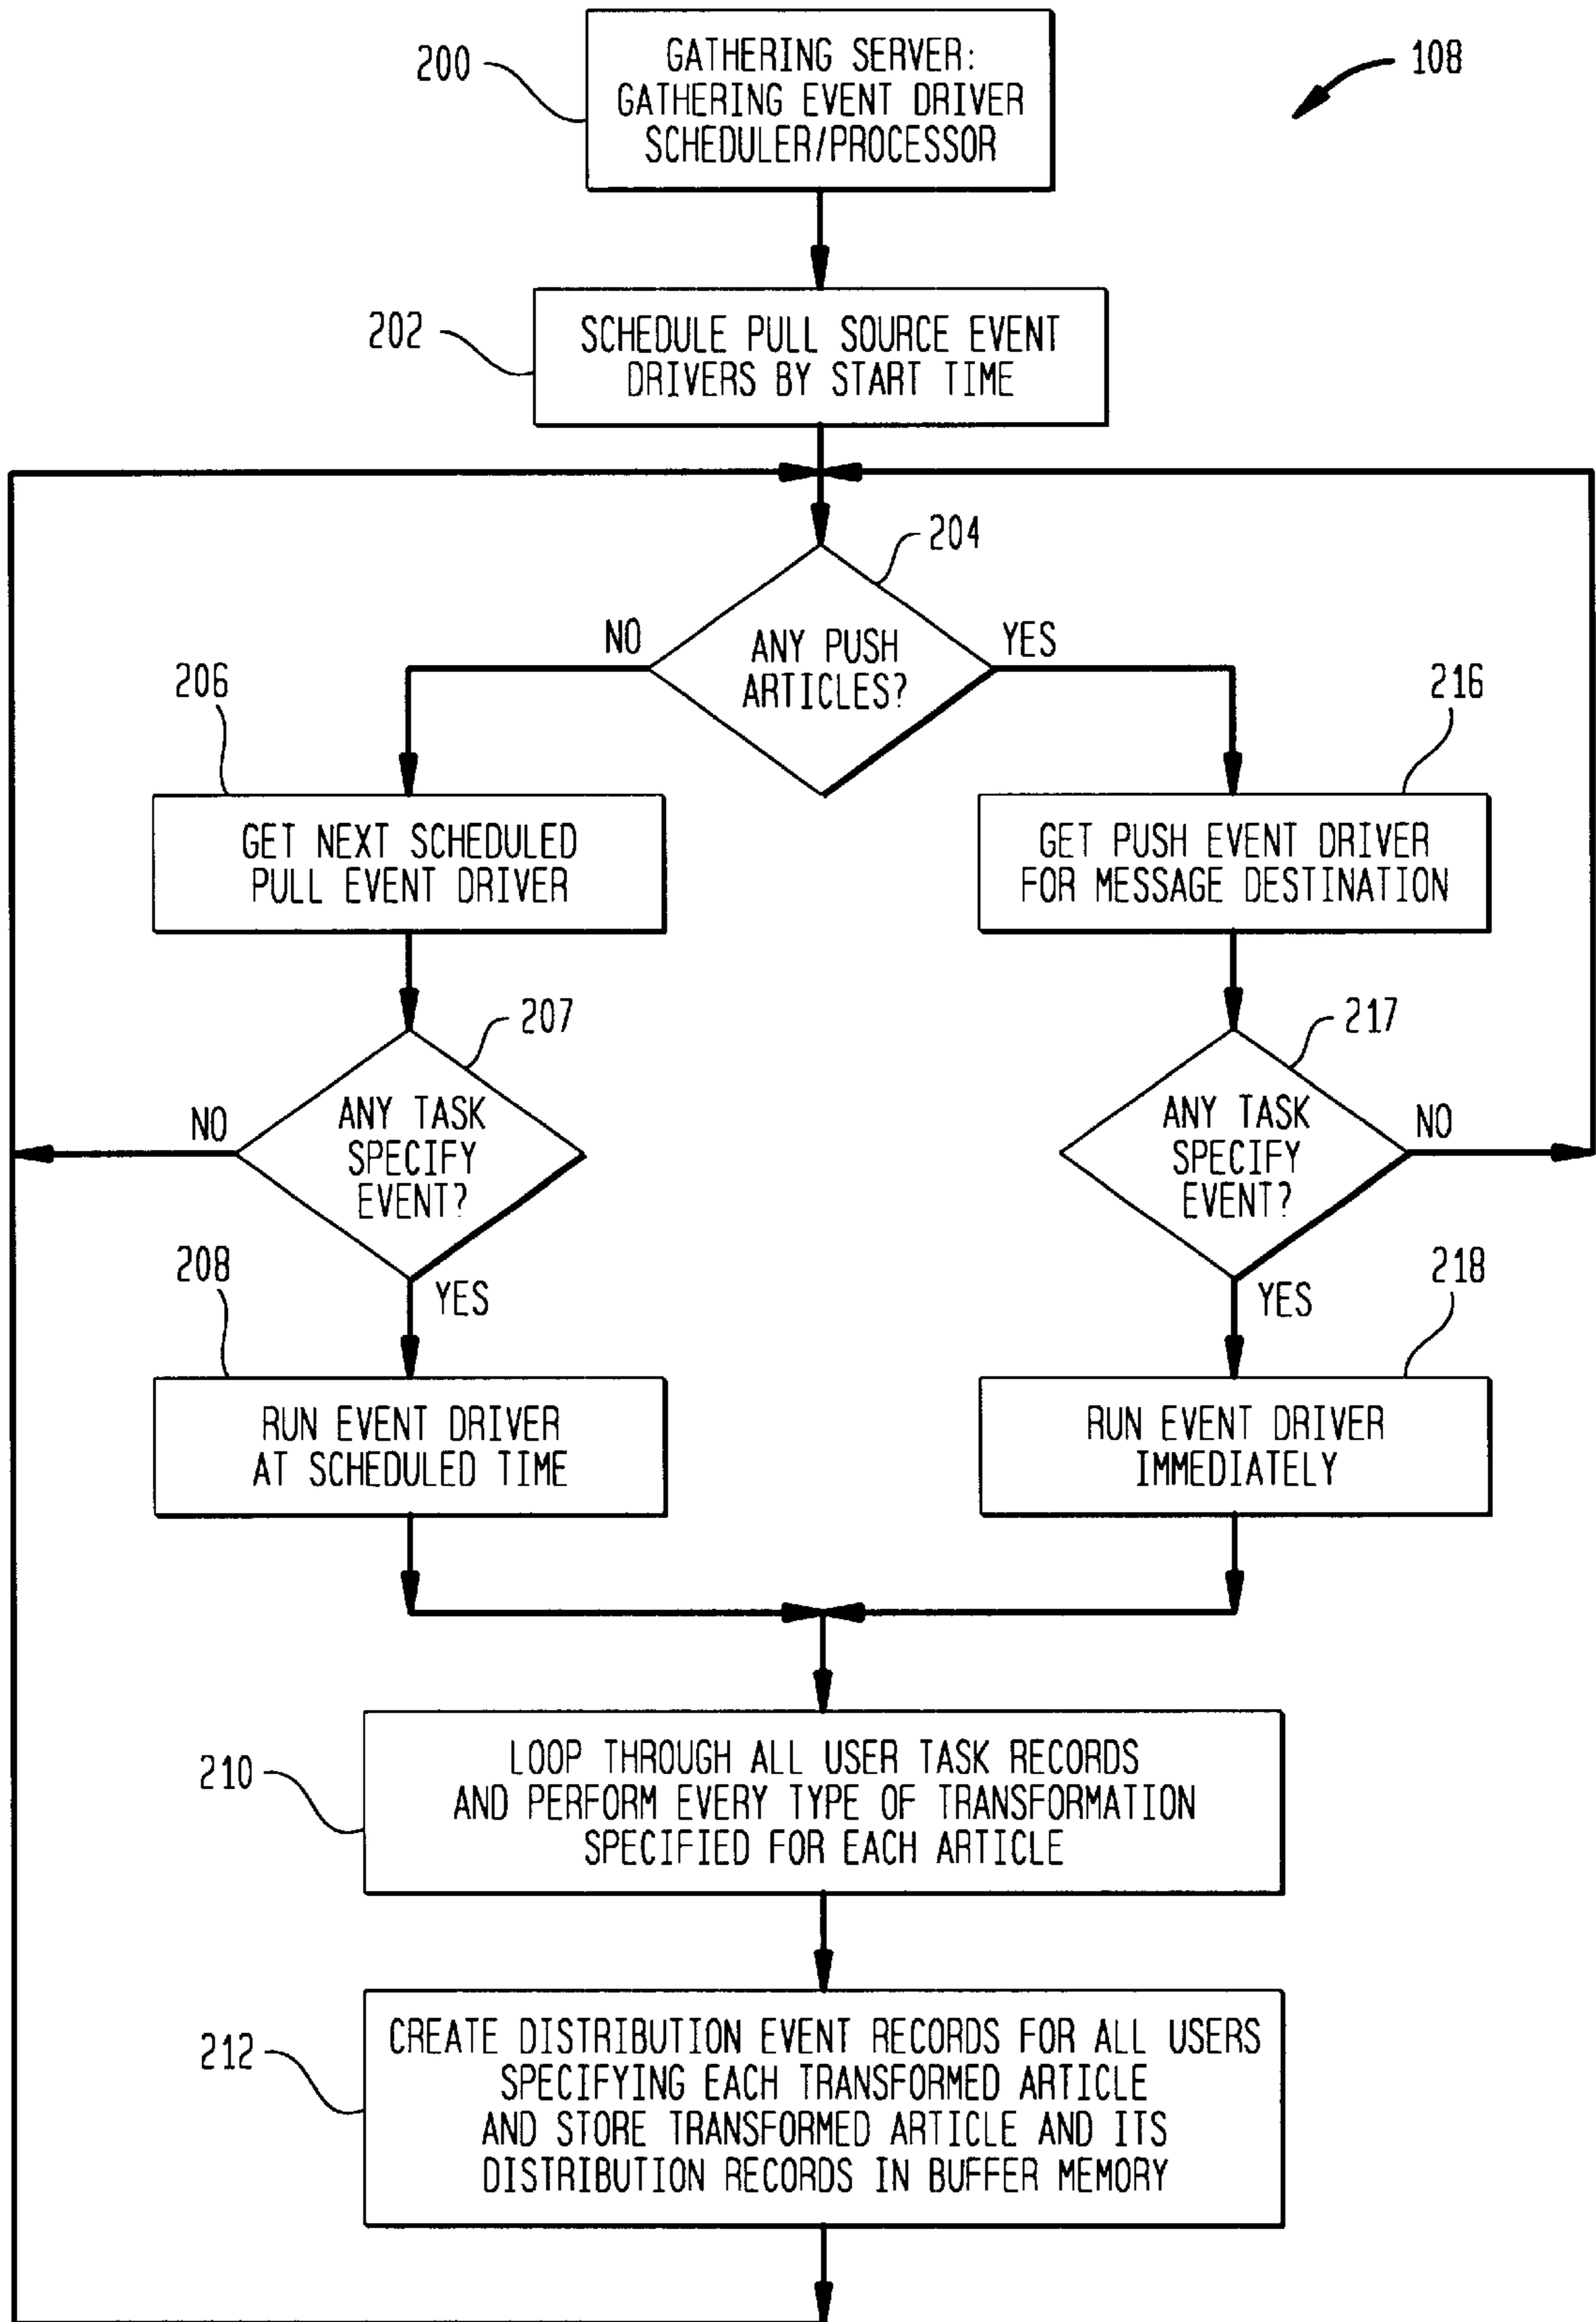 200
GATHERING SERVER:
GATHERING EVENT DRIVER
SCHEDULER/PROCESSOR
108
202
SCHEDULE PULL SOURCE EVENT
DRIVERS BY START TIME
204
NO
ANY PUSH
ARTICLES?
YES
206
216
GET NEXT SCHEDULED
PULL EVENT DRIVER
GET PUSH EVENT DRIVER
FOR MESSAGE DESTINATION
207
217
NO
ANY TASK
SPECIFY
EVENT?
ANY TASK
SPECIFY
EVENT?
NO
208
YES
YES
218
RUN EVENT DRIVER
AT SCHEDULED TIME
RUN EVENT DRIVER
IMMEDIATELY
210
LOOP THROUGH ALL USER TASK RECORDS
AND PERFORM EVERY TYPE OF TRANSFORMATION
SPECIFIED FOR EACH ARTICLE
212
CREATE DISTRIBUTION EVENT RECORDS FOR ALL USERS
SPECIFYING EACH TRANSFORMED ARTICLE
AND STORE TRANSFORMED ARTICLE AND ITS
DISTRIBUTION RECORDS IN BUFFER MEMORY